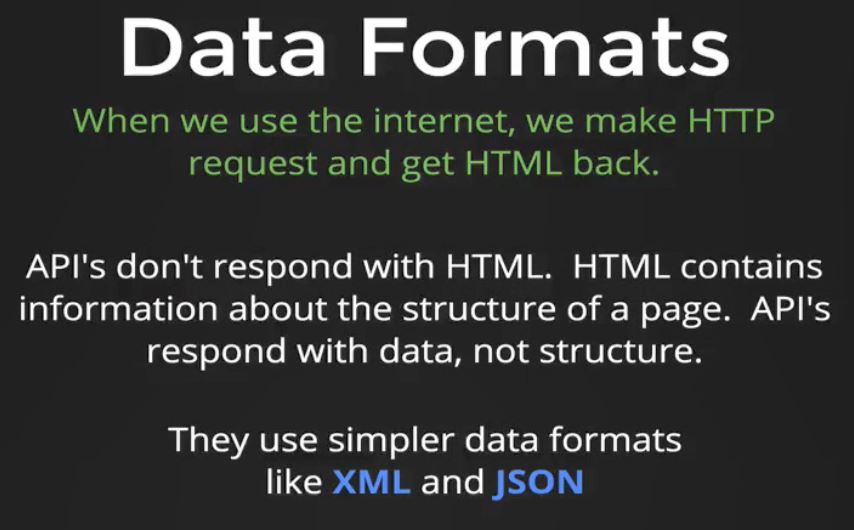 Data Formats
When we use the internet, we make HTTP
request and get HTML back.
API's don't respond with HTML.  HTML contains
information about the structure of a page.  API's
respond with data, not structure.
They use simpler data formats
like XML and JSON